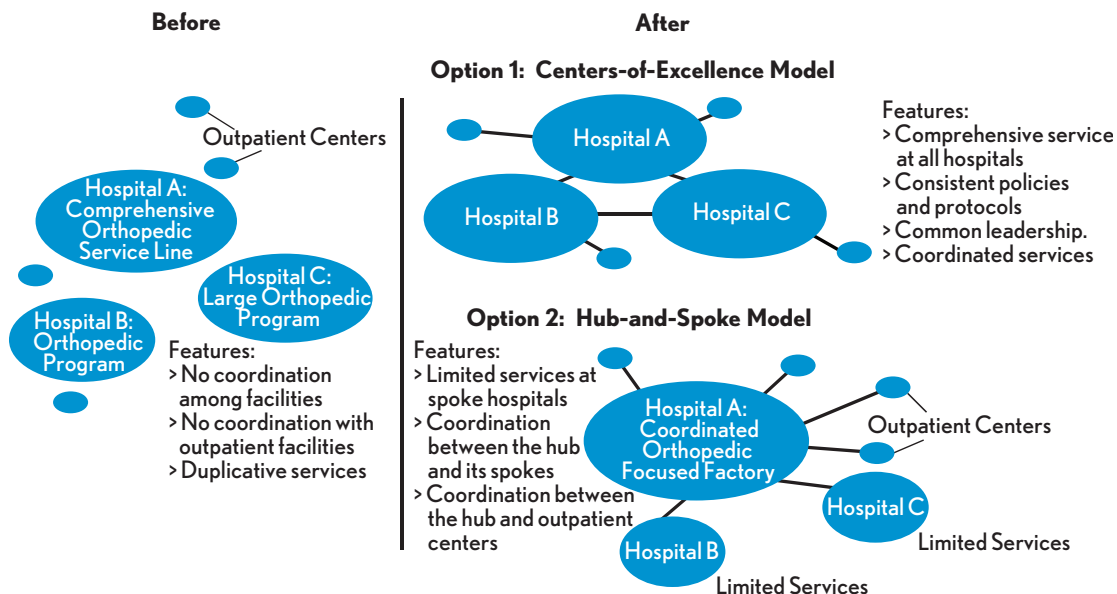 Before
Outpatient Centers
Hospital A:
Comprehensive
Orthopedic
Service Line
Hospital C:
Large Orthopedic
Program
Hospital B:
Orthopedic
Program
Features:
> No coordination
among facilities
> No coordination with
outpatient facilities
> Duplicative services
After
Option 1: Centers-of-Excellence Model
Hospital A
Hospital B
Hospital C
Features:
> Comprehensive service
at all hospitals
> Consistent policies
and protocols
> Common leadership.
> Coordinated services
Option 2: Hub-and-Spoke Model
Features:
> Limited services at
spoke hospitals
> Coordination
between the hub
and its spokes
> Coordination between
the hub and outpatient
centers
Hospital A:
Coordinated
Orthopedic
Focused Factory
Outpatient Centers
Hospital C
Limited Services
Hospital B
Limited Services